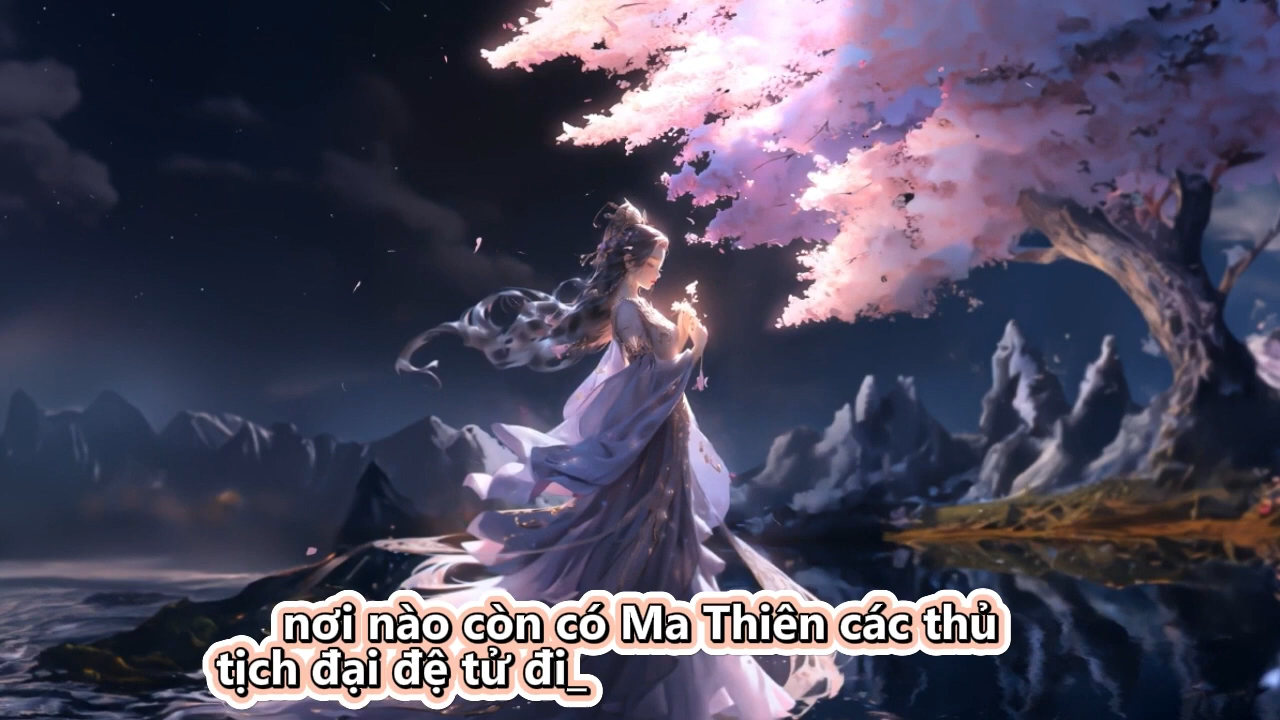 nơi nào còn có Ma Thiên các thủ
tịch đại đệ tử đi_